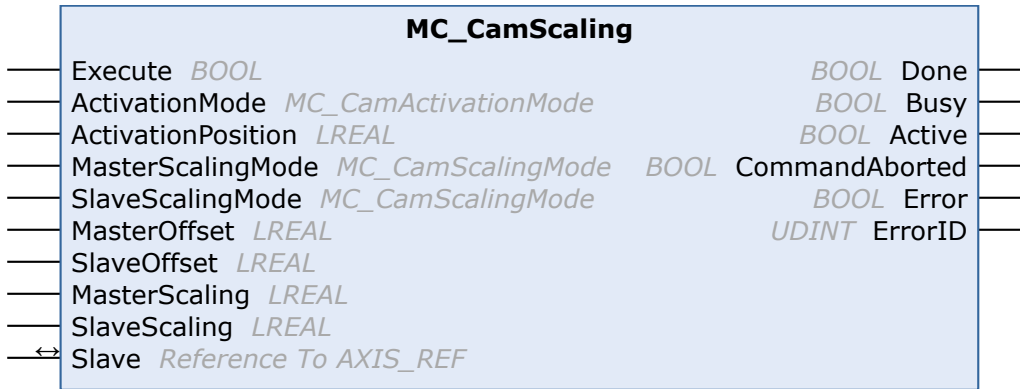 MC_CamScaling
Execute BOOL BOOL Done
ActivationMode MC_CamActivationMode BOOL Busy
ActivationPosition LREAL BOOL Active
MasterScalingMode MC_CamScalingMode BOOL CommandAborted
SlaveScalingMode MC_CamScalingMode BOOL Error
MasterOffset LREAL UDINT ErrorID
SlaveOffset LREAL
MasterScaling LREAL
SlaveScaling LREAL
Slave Reference To AXIS_REF